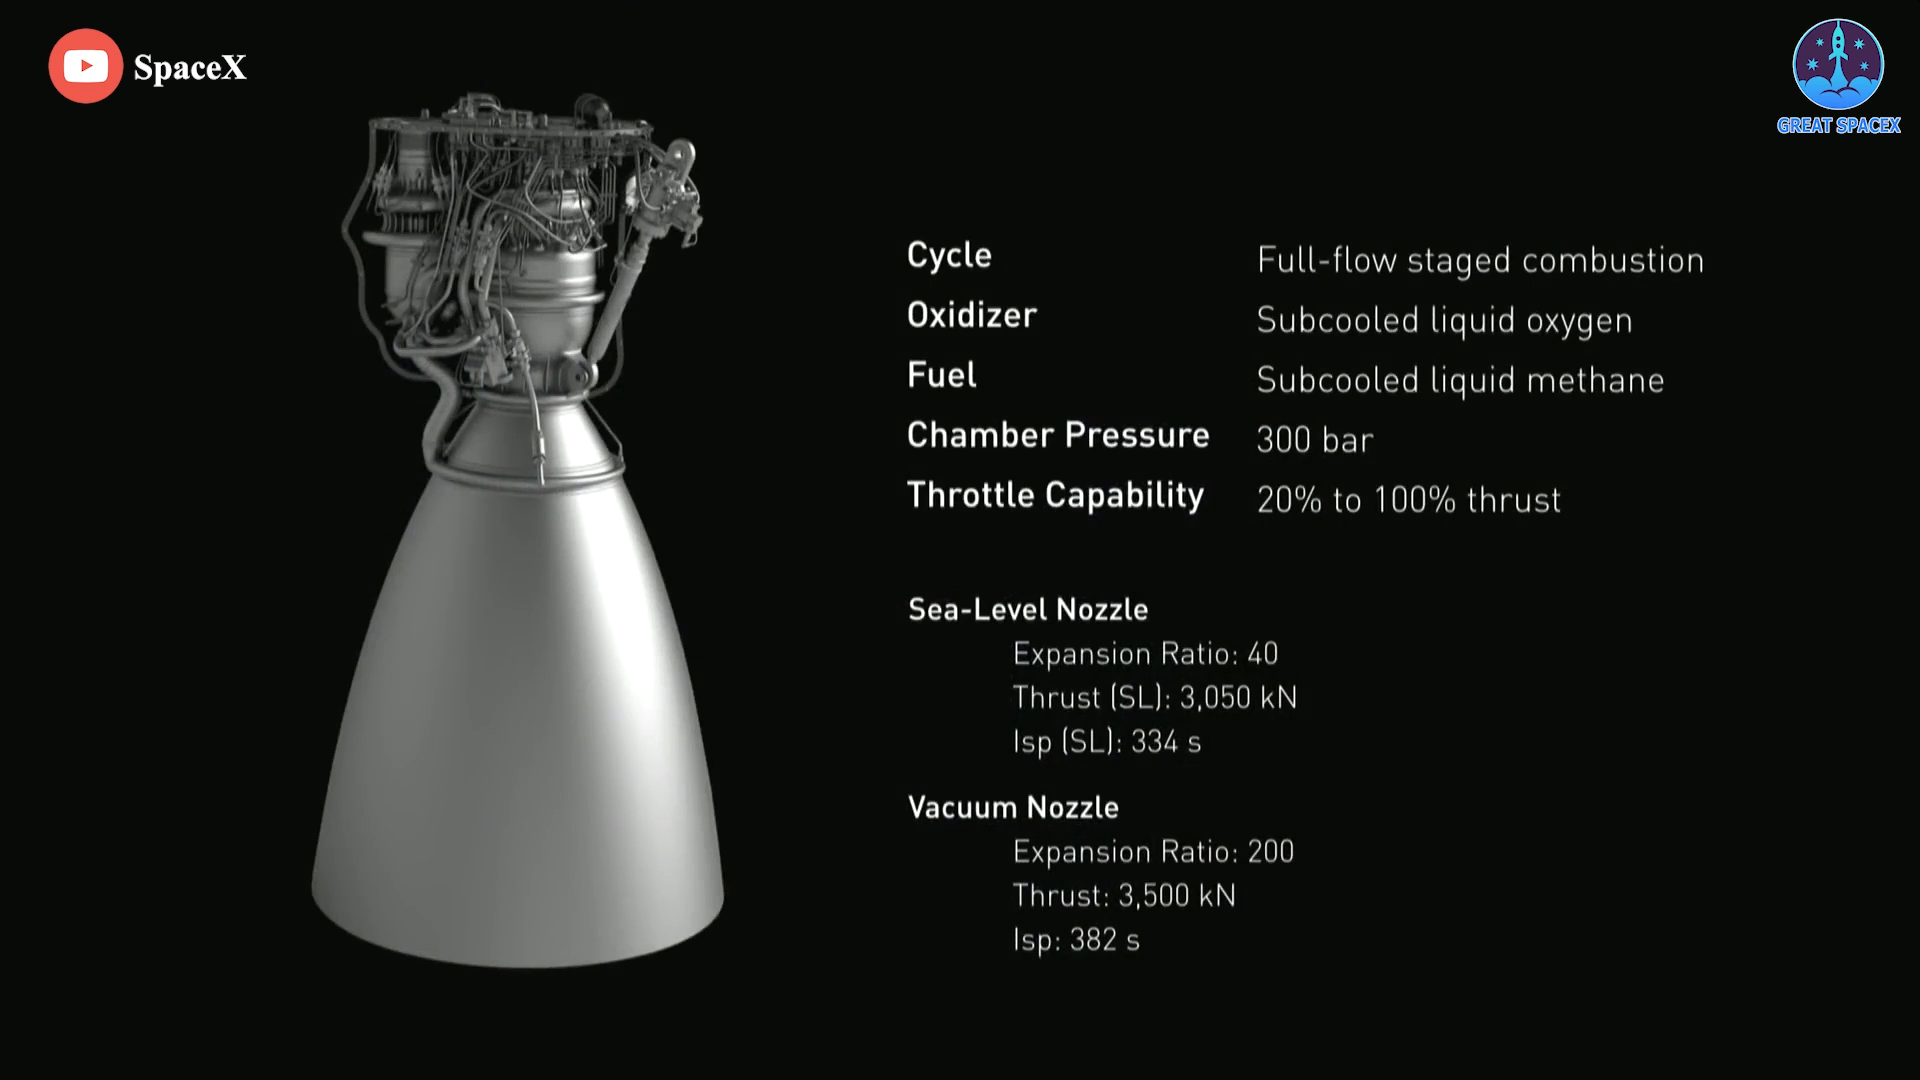 SpaceX
GREAT SPACEX
Cycle Full-flow staged combustion
Oxidizer Subcooled liquid oxygen
Fuel Subcooled liquid methane
Chamber Pressure 300 bar
Throttle Capability 20% to 100% thrust
Sea-Level Nozzle
Expansion Ratio: 40
Thrust (SL): 3,050 kN
Isp (SL): 334 s
Vacuum Nozzle
Expansion Ratio: 200
Thrust: 3,500 kN
Isp: 382 s